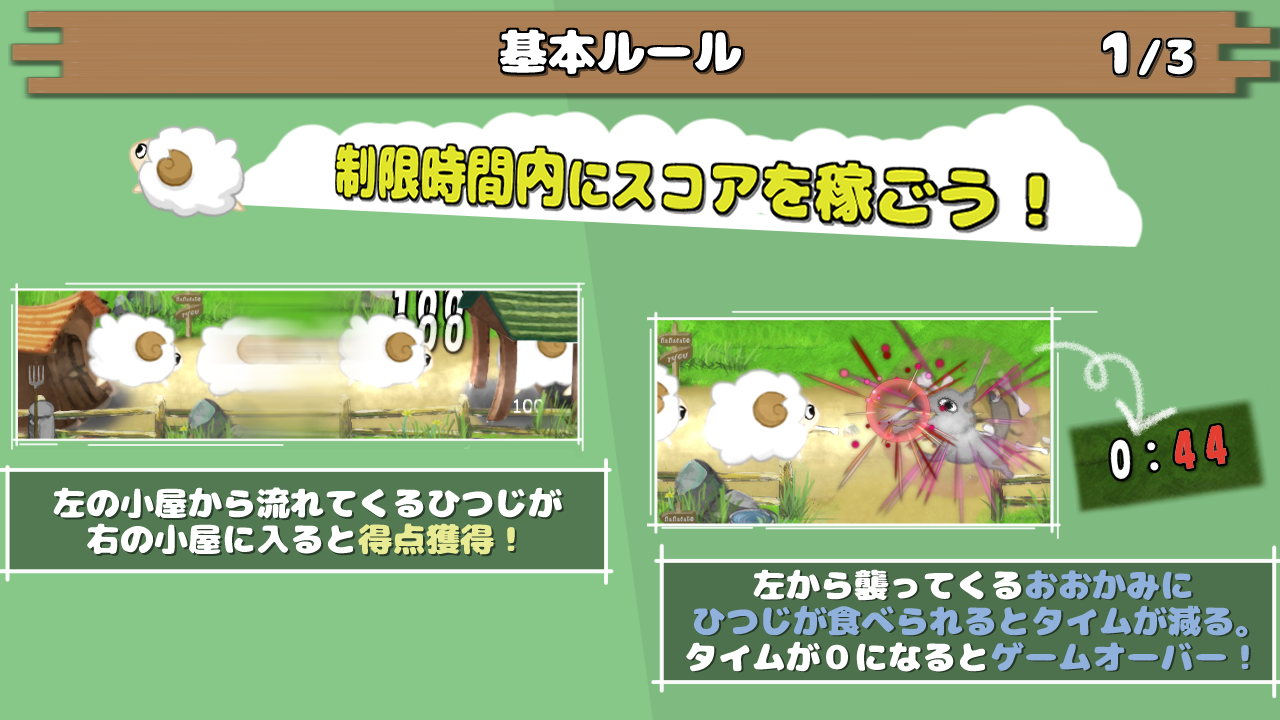 基本ルール
1/3
制限時間内にスコアを稼ごう！
100
100
0:44
左の小屋から流れてくるひつじが
右の小屋に入ると得点獲得！
左から襲ってくるおおかみに
ひつじが食べられるとタイムが減る。
タイムが０になるとゲームオーバー！